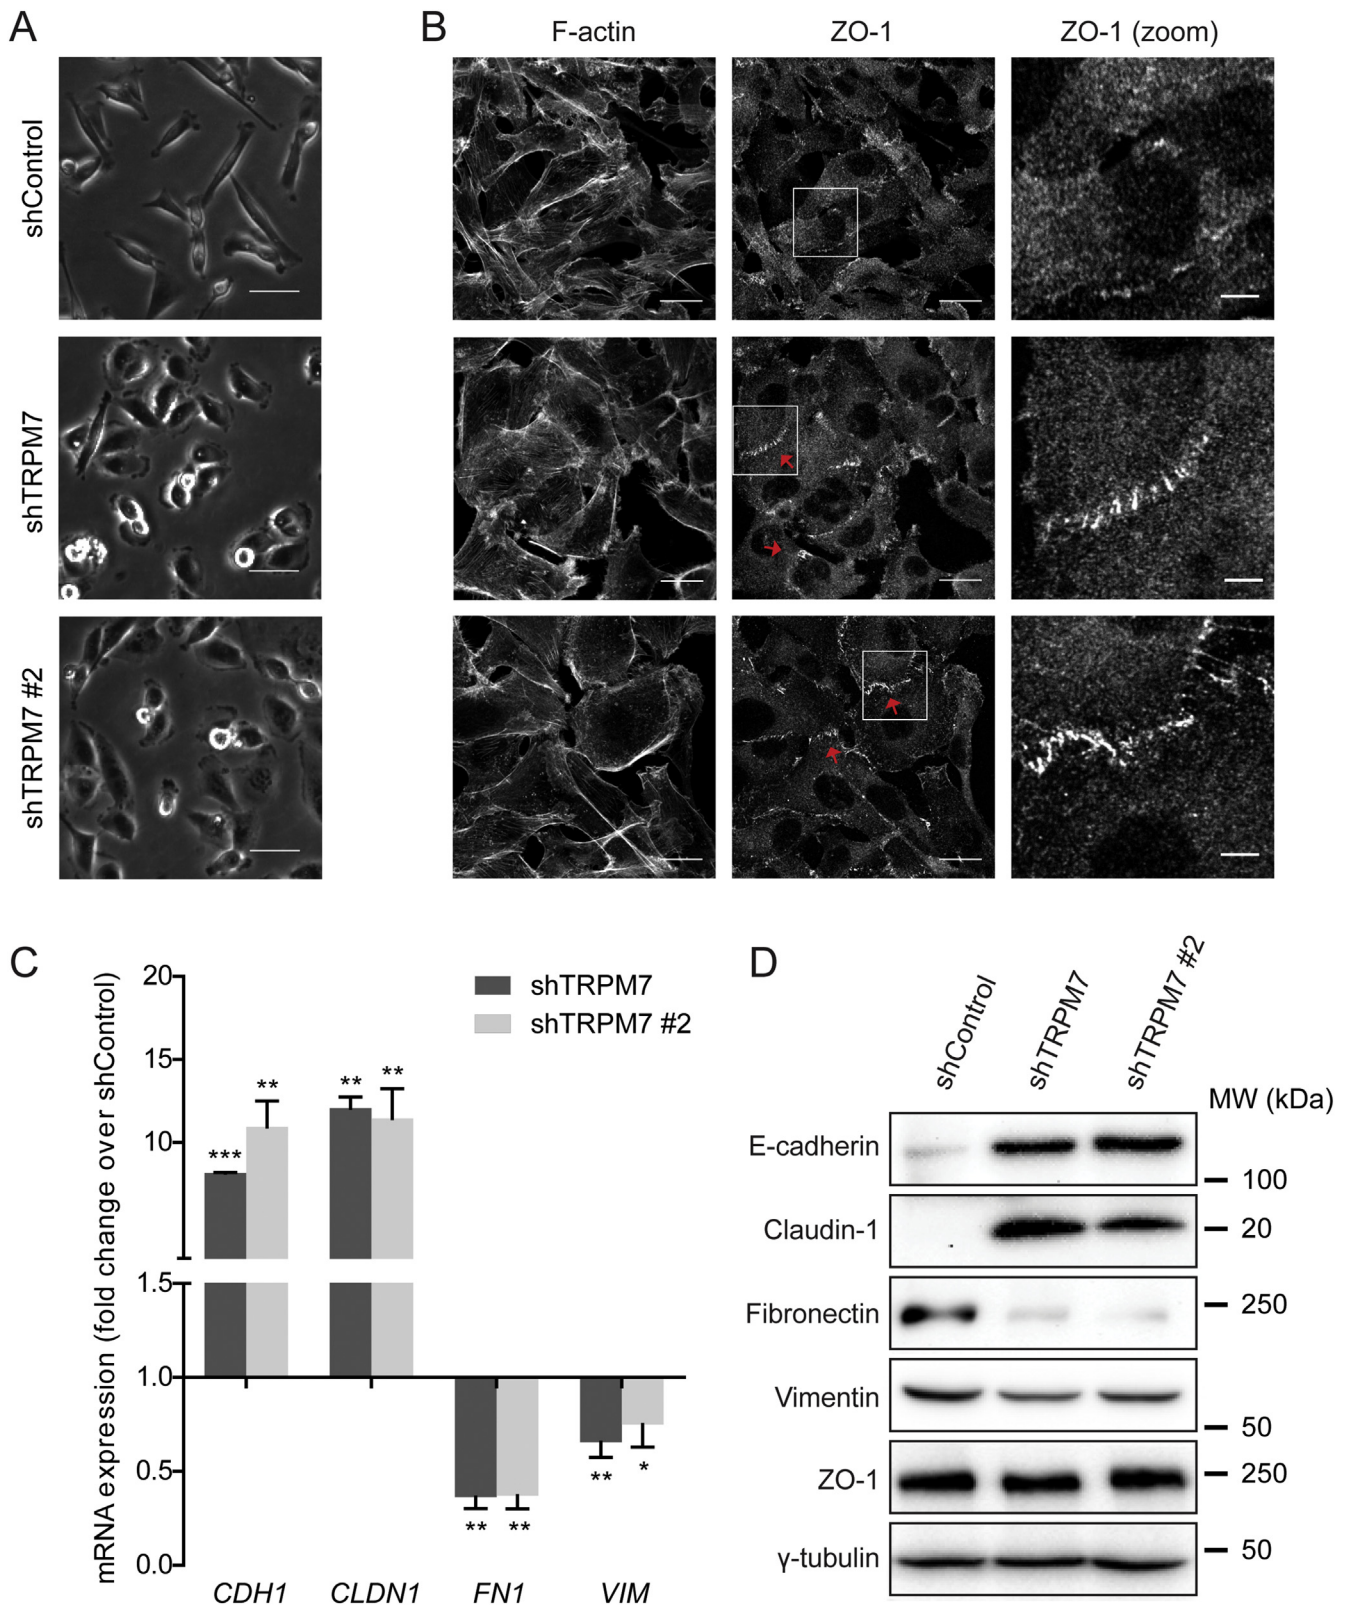 A
B
F-actin
ZO-1
ZO-1 (zoom)
shControl
shTRPM7
shTRPM7 #2
C
mRNA expression (fold change over shControl)
20
15
10
1.5
1.0
0.5
0.0
shTRPM7
shTRPM7 #2
***
**
**
**
**
**
**
*
CDH1
CLDN1
FN1
VIM
D
shControl
shTRPM7
shTRPM7 #2
MW (kDa)
E-cadherin
100
Claudin-1
20
Fibronectin
250
Vimentin
50
ZO-1
250
γ-tubulin
50